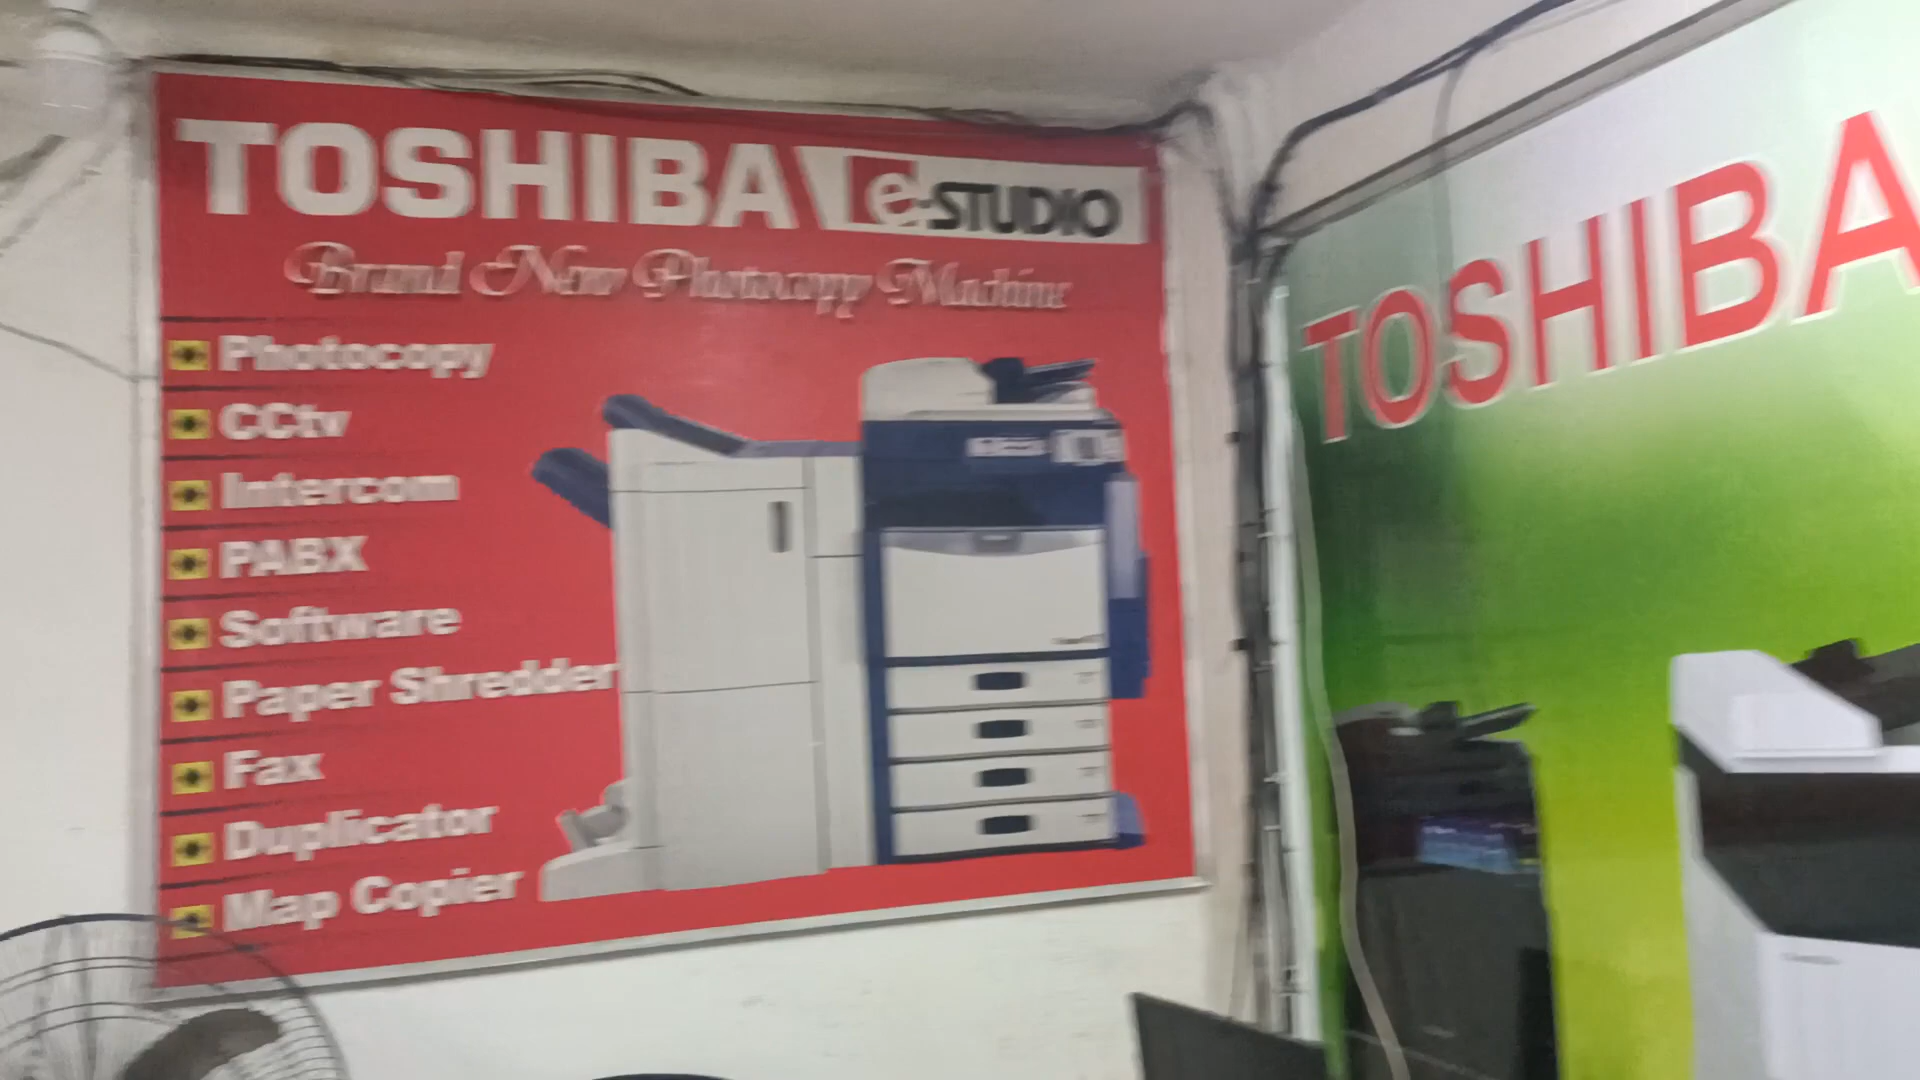 TOSHIBA e-STUDIO
Brand New Photocopy Machine
Photocopy
CCtv
Intercom
PABX
Software
Paper Shredder
Fax
Duplicator
Map Copier
TOSHIBA